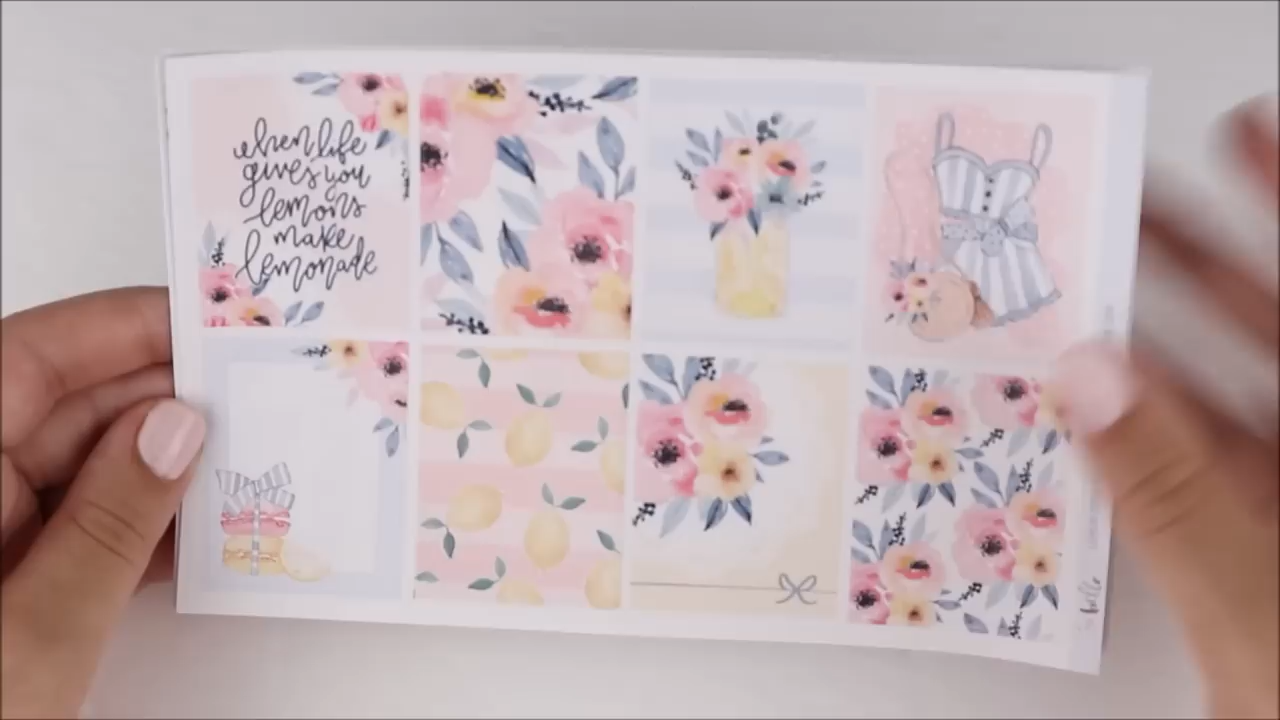 when life
gives you
lemons
make
lemonade